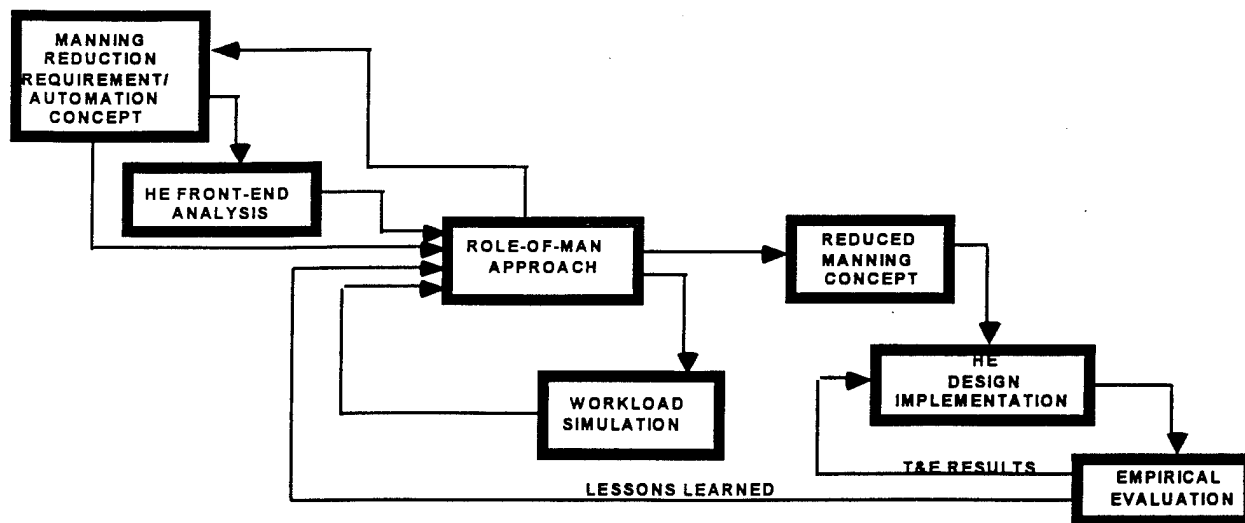 MANNING
REDUCTION
REQUIREMENT/
AUTOMATION
CONCEPT
HE FRONT-END
ANALYSIS
ROLE-OF-MAN
APPROACH
REDUCED
MANNING
CONCEPT
WORKLOAD
SIMULATION
HE
DESIGN
IMPLEMENTATION
T&E RESULTS
LESSONS LEARNED
EMPIRICAL
EVALUATION